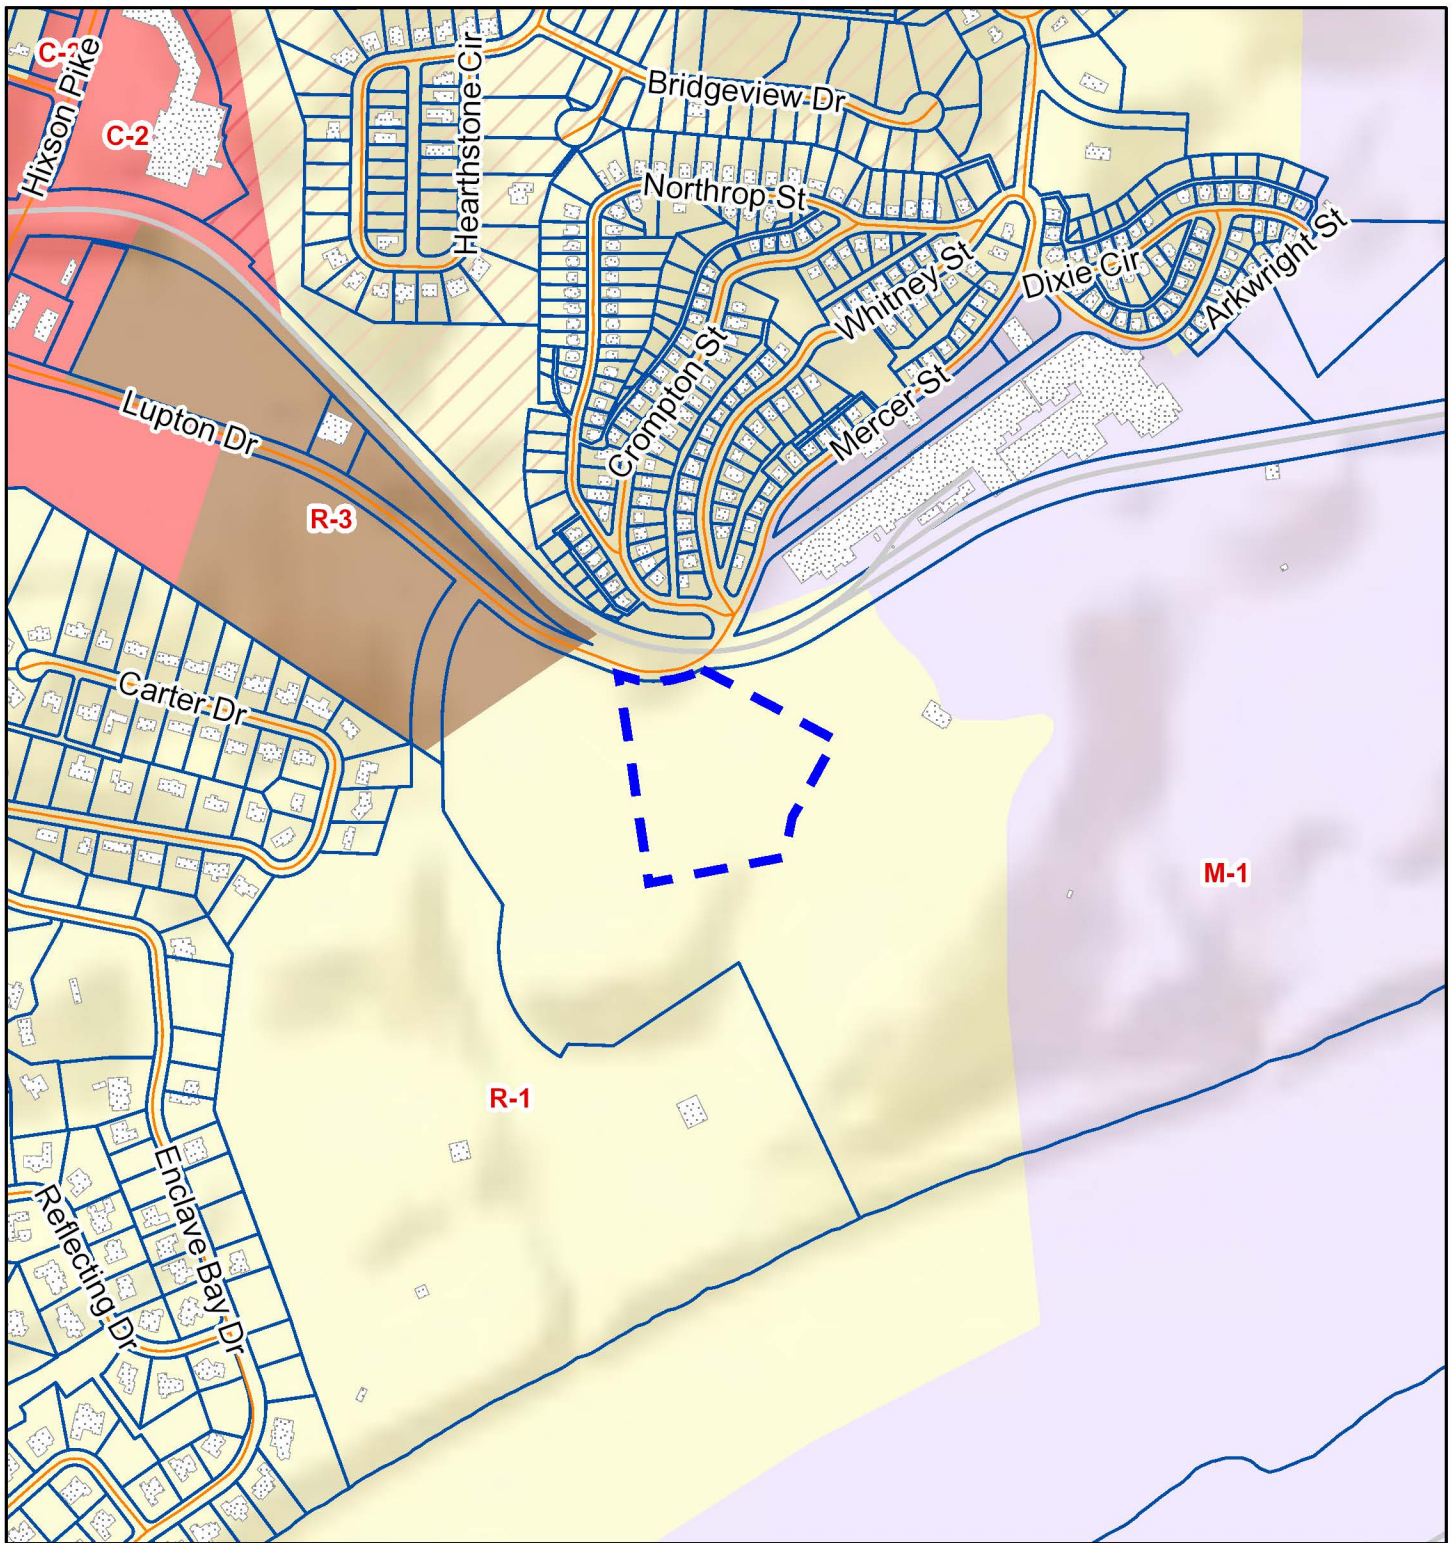 C-2
Hixson Pike
C-2
Hearthstone Cir
Bridgeview Dr
Northrop St
Whitney St
Dixie Cir
Arkwright St
Crompton St
Mercer St
Lupton Dr
R-3
Carter Dr
M-1
R-1
Enclave Bay Dr
Reflecting Dr